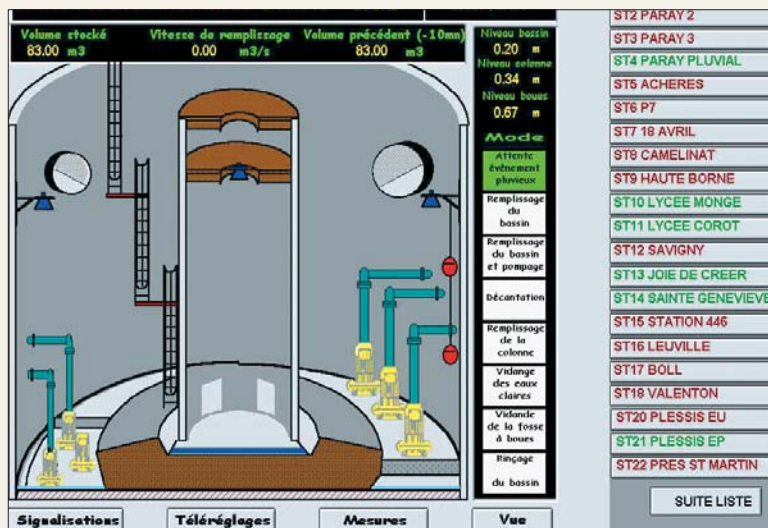 Volume stocké
83.00 m3
Vitesse de remplissage
0.00 m3/s
Volume précédent (-10mn)
83.00 m3
Niveau bassin
0.20 m
Niveau colonne
0.34 m
Niveau boues
0.67 m
Mode
Attente
évènement
pluvieux
Remplissage
du
bassin
Remplissage
du bassin
et pompage
Décantation
Remplissage
de la
colonne
Vidange
des eaux
claires
Vidande
de la fosse
à boues
Rinçage
du bassin
Signalisations
Téléréglages
Mesures
Vue
ST2 PARAY 2
ST3 PARAY 3
ST4 PARAY PLUVIAL
ST5 ACHERES
ST6 P7
ST7 18 AVRIL
ST8 CAMELINAT
ST9 HAUTE BORNE
ST10 LYCEE MONGE
ST11 LYCEE COROT
ST12 SAVIGNY
ST13 JOIE DE CREER
ST14 SAINTE GENEVIEVE
ST15 STATION 446
ST16 LEUVILLE
ST17 BOLL
ST18 VALENTON
ST20 PLESSIS EU
ST21 PLESSIS EP
ST22 PRES ST MARTIN
SUITE LISTE